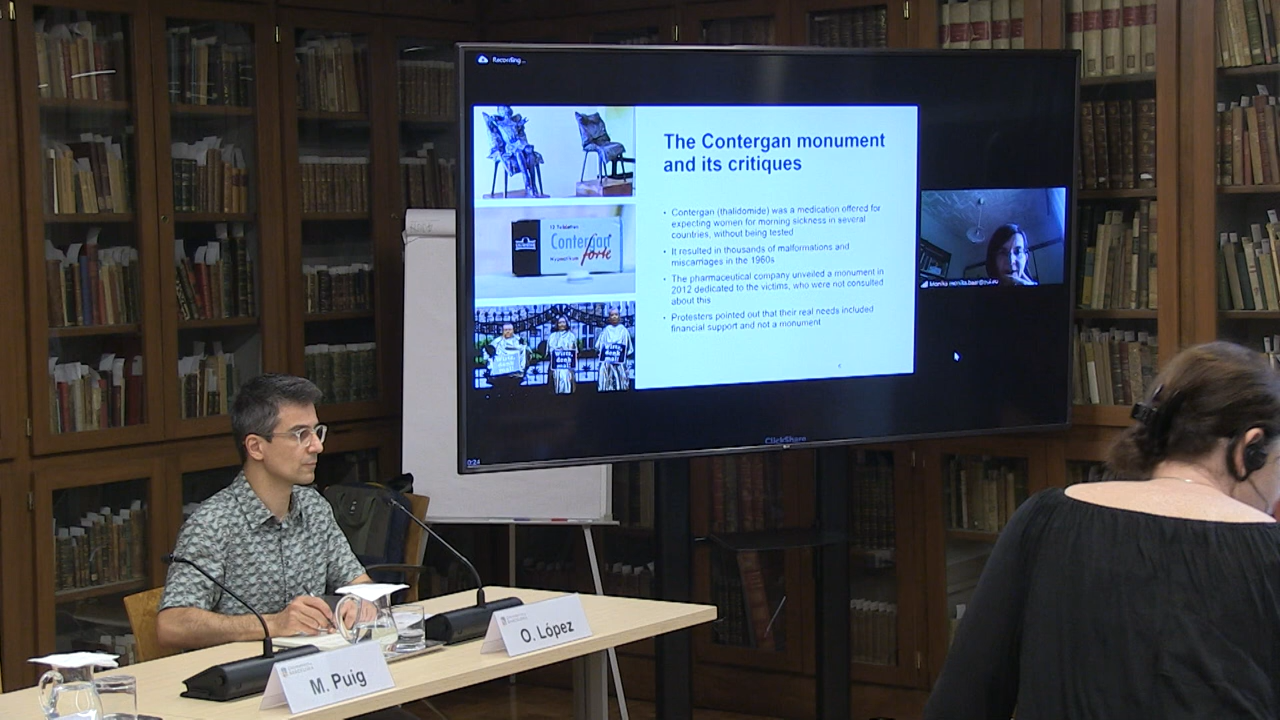 Recording...
The Contergan monument
and its critiques
• Contergan (thalidomide) was a medication offered for
expecting women for morning sickness in several
countries, without being tested
• It resulted in thousands of malformations and
miscarriages in the 1960s
• The pharmaceutical company unveiled a monument in
2012 dedicated to the victims, who were not consulted
about this
• Protesters pointed out that their real needs included
financial support and not a monument
Contergan
forte
ClickShare
0:24
O. López
M. Puig